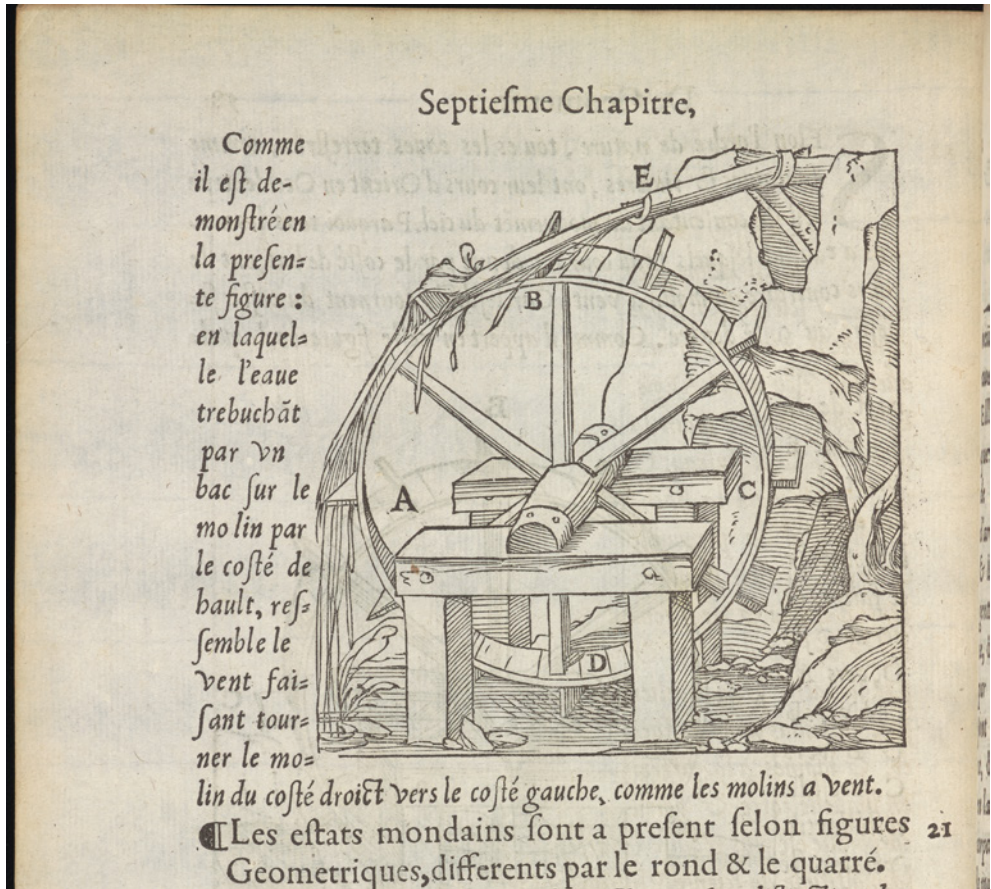 Septiesme Chapitre,
Comme
il est de-
monstré en
la presen-
te figure :
en laquel-
le l'eaue
trebuchãt
par vn
bac sur le
molin par
le costé de
hault, res-
semble le
vent fai-
sant tour-
ner le mo-
lin du costé droict vers le costé gauche, comme les molins a vent.
E
B
A
C
D
¶Les estats mondains sont a present selon figures 21
Geometriques, differents par le rond & le quarré.